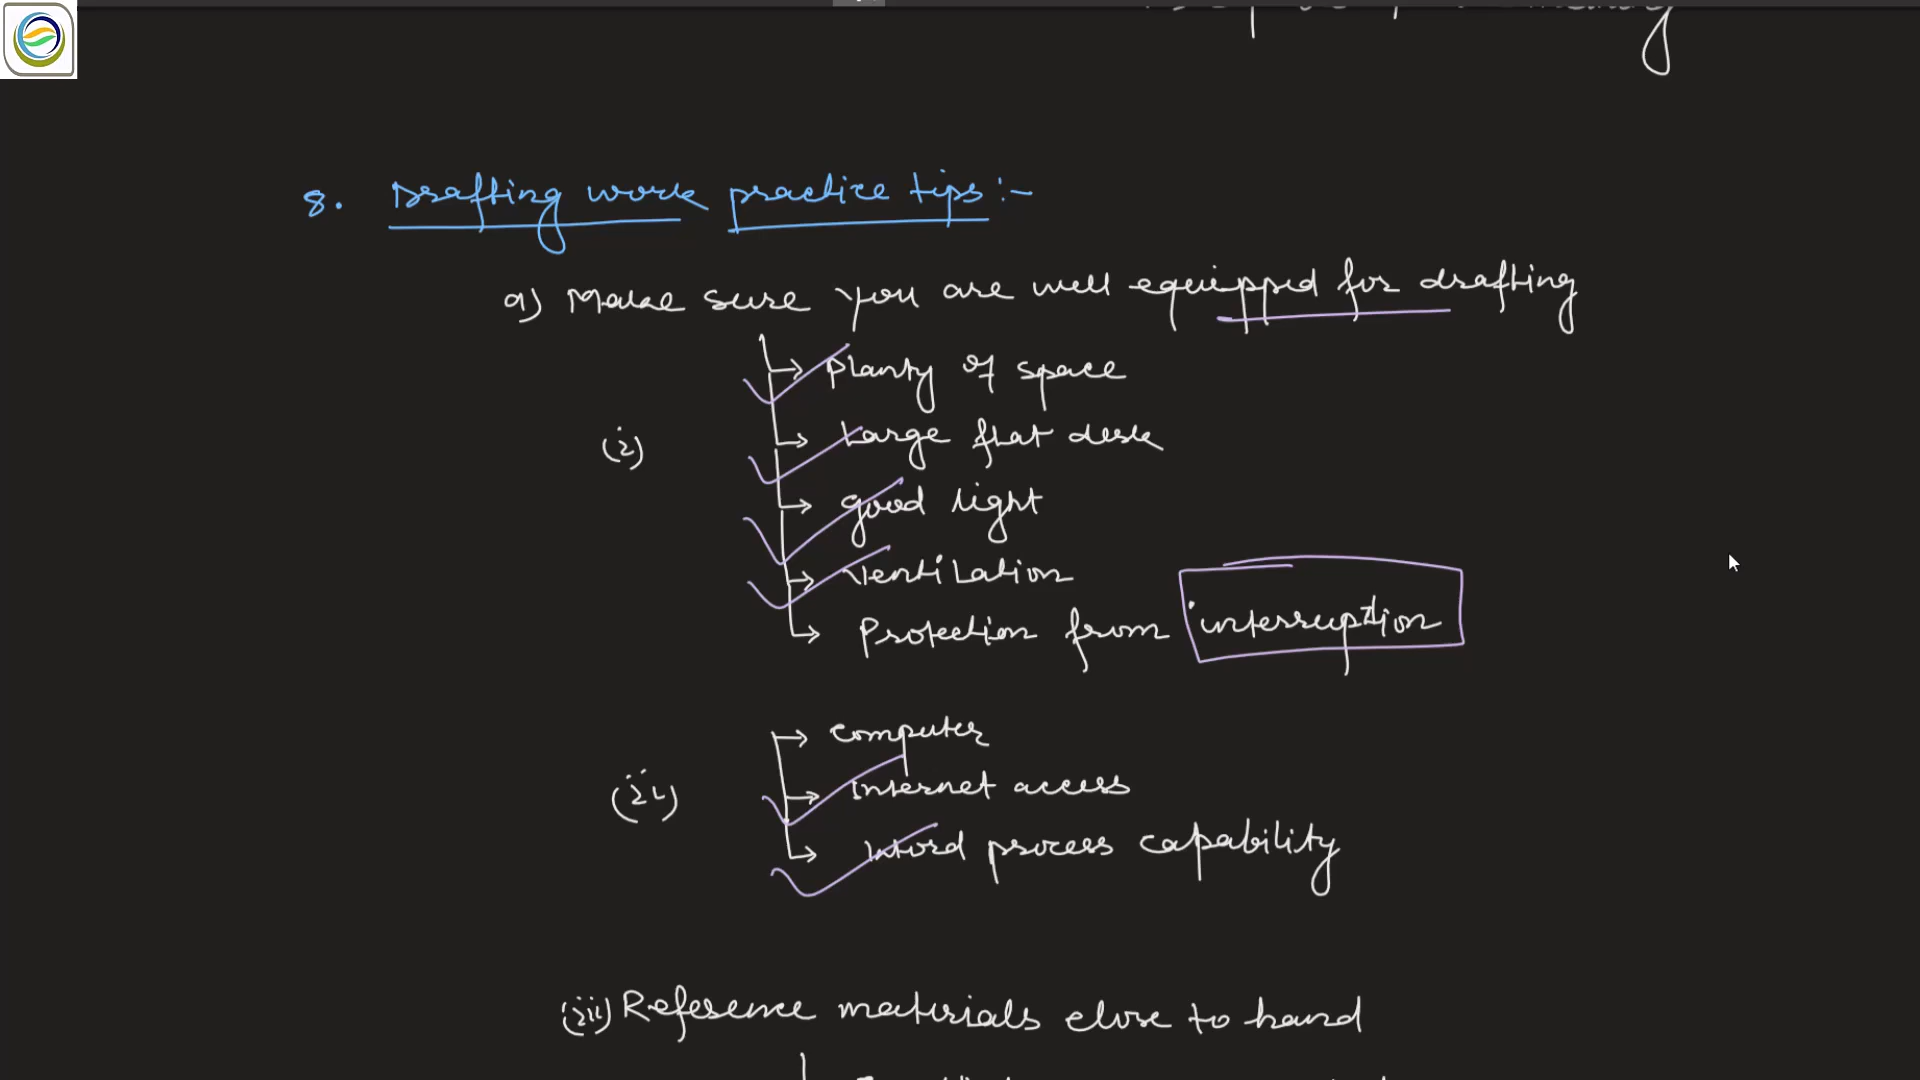 8. Drafting work practice tips :-
a) Make sure you are well equipped for drafting
→ Planty of space
→ Large flat desk
(i)
→ good light
→ Ventilation
→ Protection from interruption
→ computer
(ii) → Internet access
→ Word process capability
(iii) Reference materials close to hand